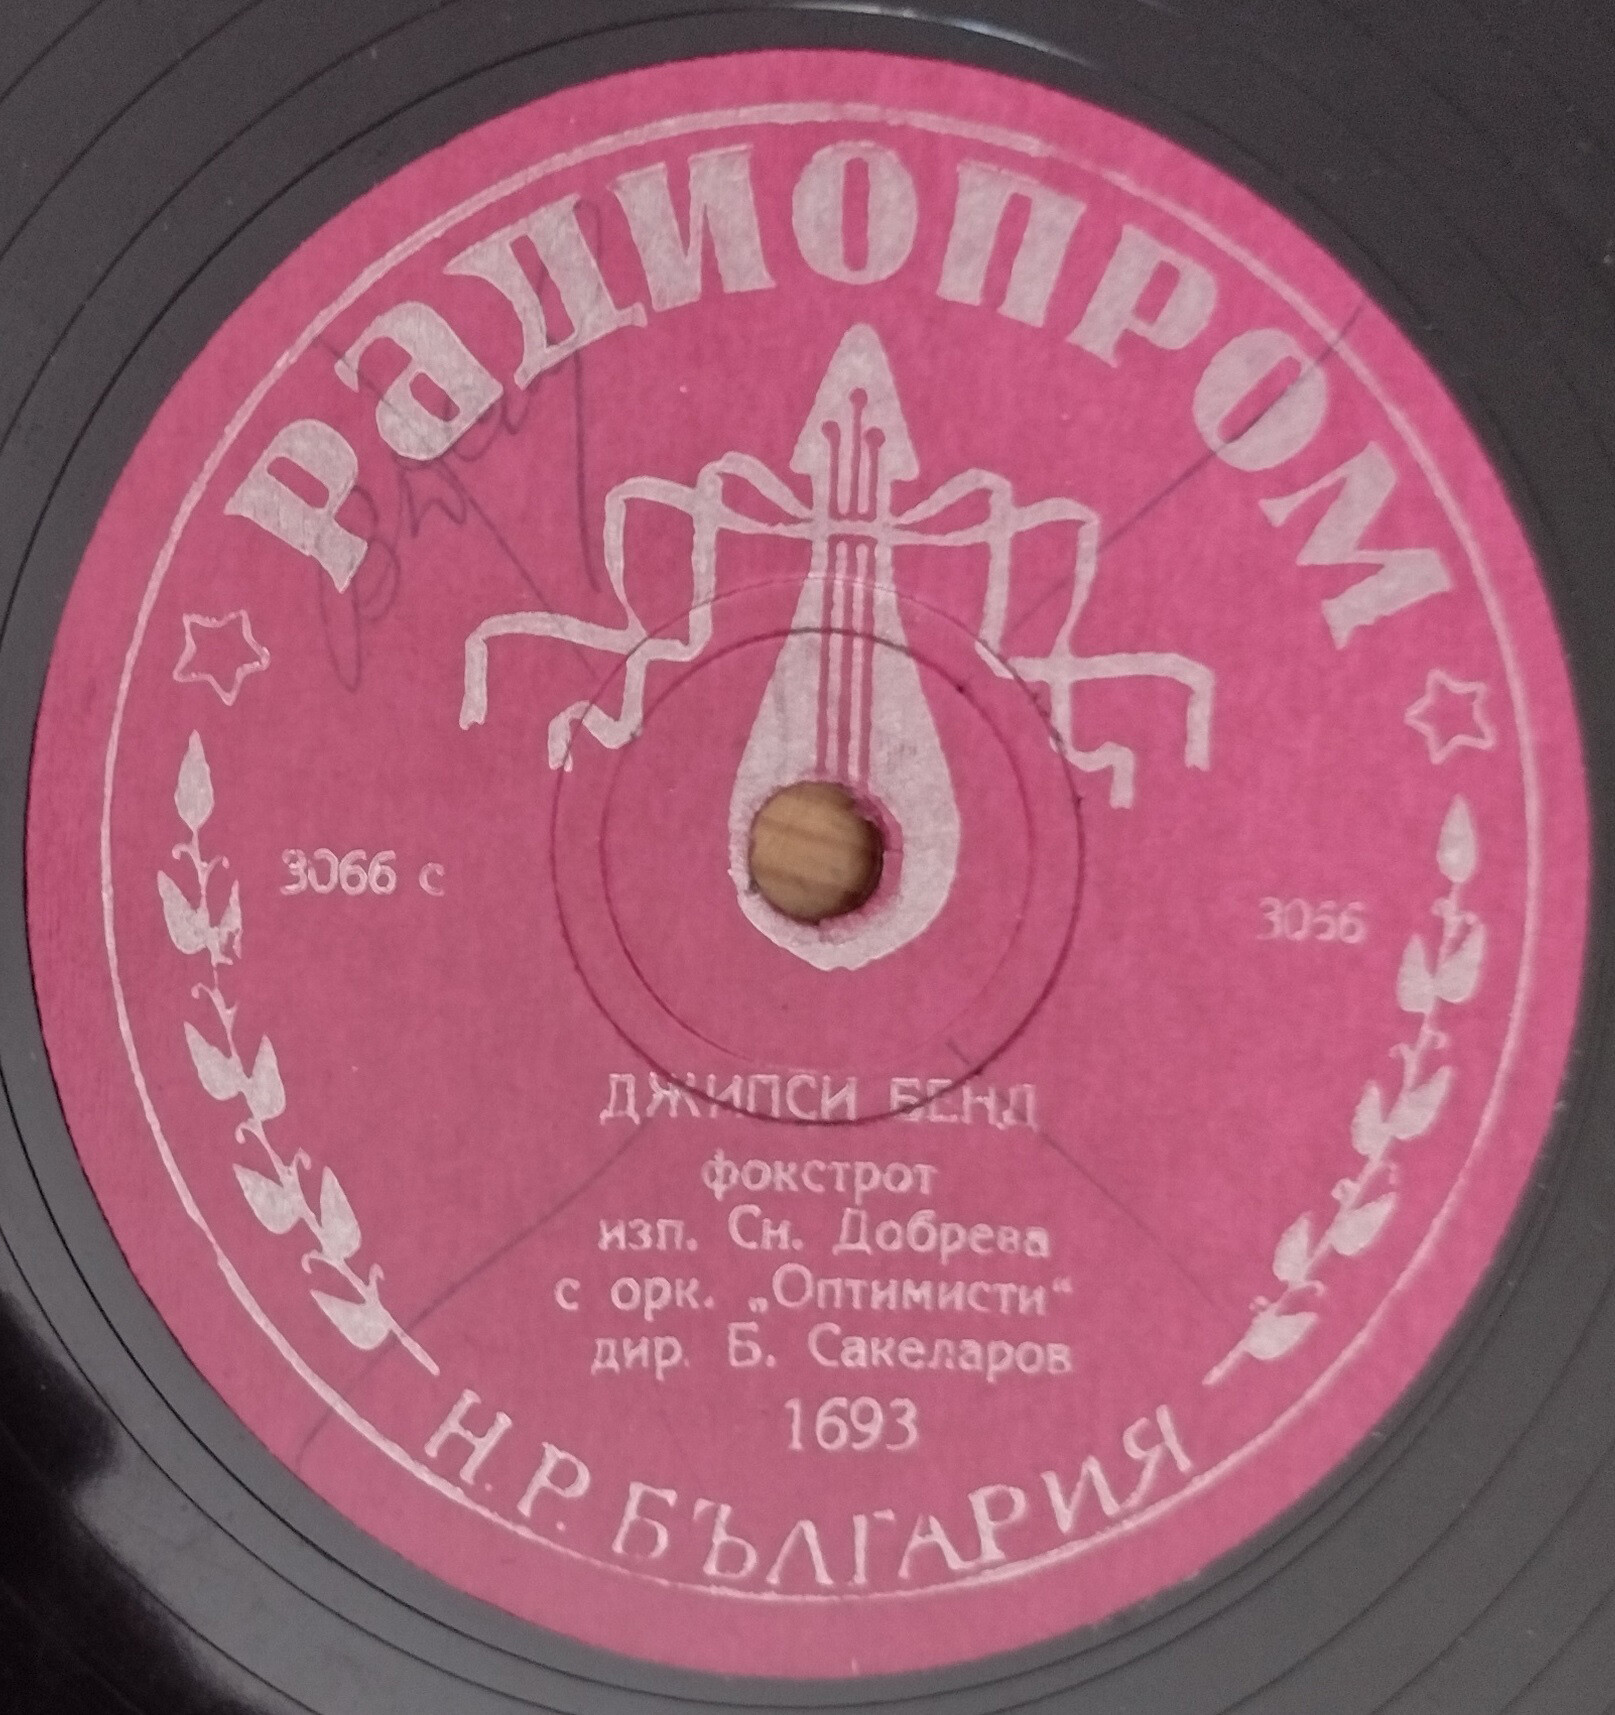 РАДИОПРОМ
3066 с
3066
ДЖИПСИ БЕНД
фокстрот
изп. Сн. Добрева
с орк. „Оптимисти“
дир. Б. Сакеларов
1693
Н.Р. БЪЛГАРИЯ